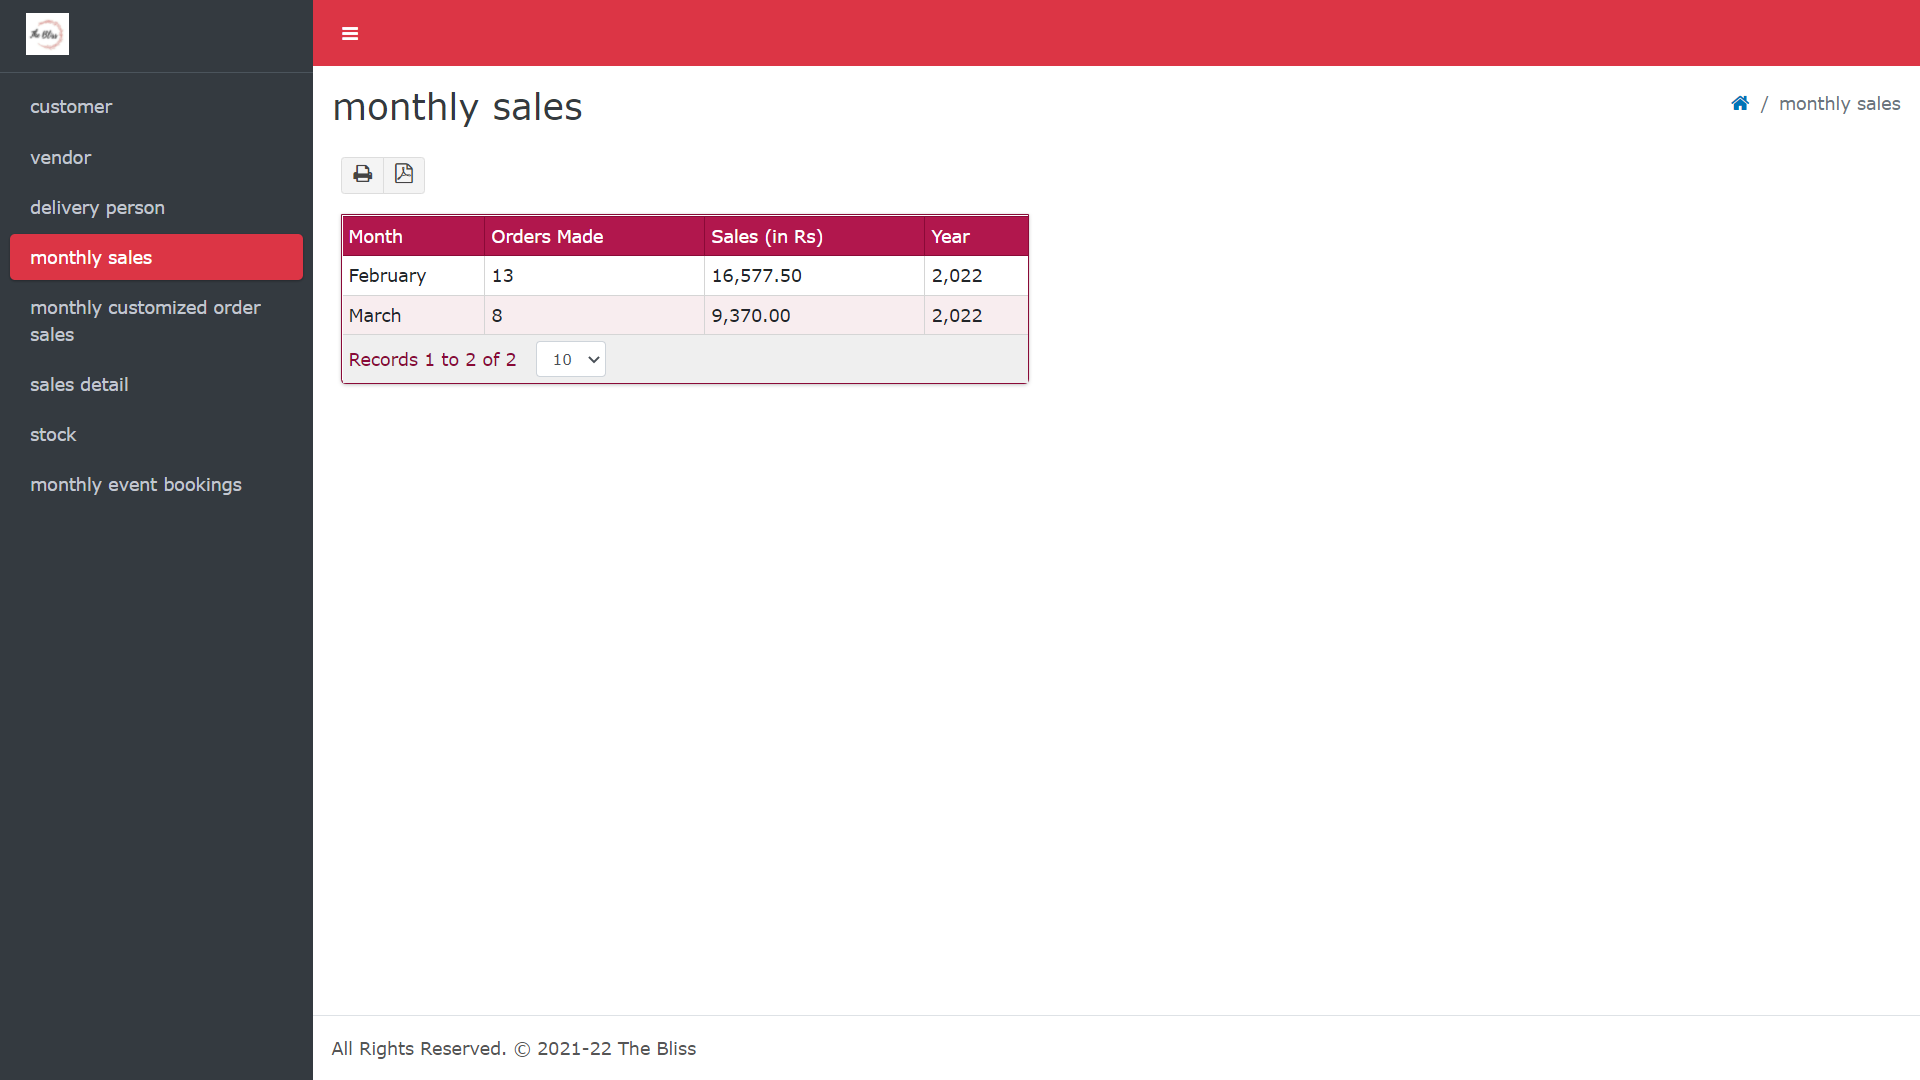 The Bliss
customer
vendor
delivery person
monthly sales
monthly customized order
sales
sales detail
stock
monthly event bookings
monthly sales
/ monthly sales
Month Orders Made Sales (in Rs) Year
February 13 16,577.50 2,022
March 8 9,370.00 2,022
Records 1 to 2 of 2 10
All Rights Reserved. © 2021-22 The Bliss